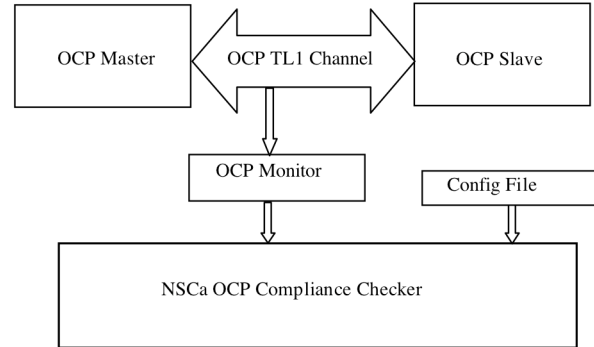 OCP Master
OCP TL1 Channel
OCP Slave
OCP Monitor
Config File
NSCa OCP Compliance Checker